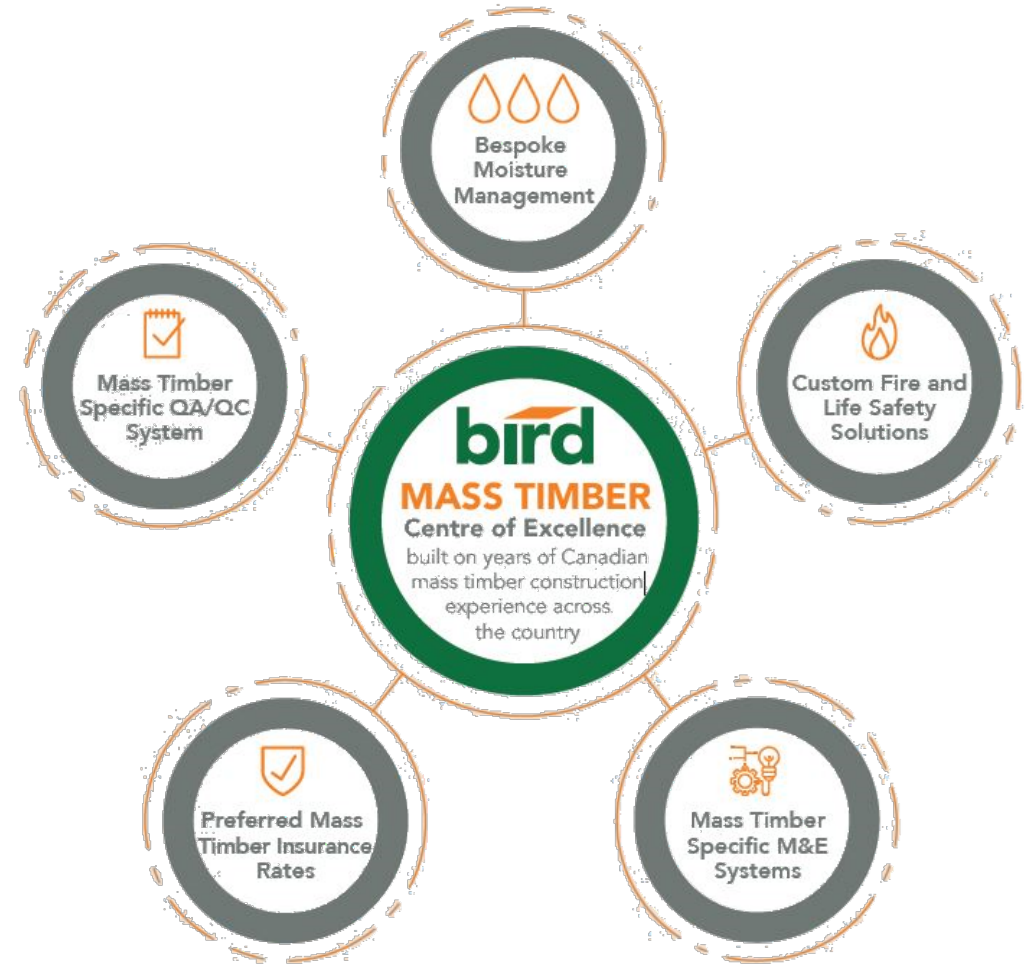 Bespoke
Moisture
Management
Mass Timber
Specific QA/QC
System
Custom Fire and
Life Safety
Solutions
bird
MASS TIMBER
Centre of Excellence
built on years of Canadian
mass timber construction
experience across
the country
Preferred Mass
Timber Insurance
Rates
Mass Timber
Specific M&E
Systems